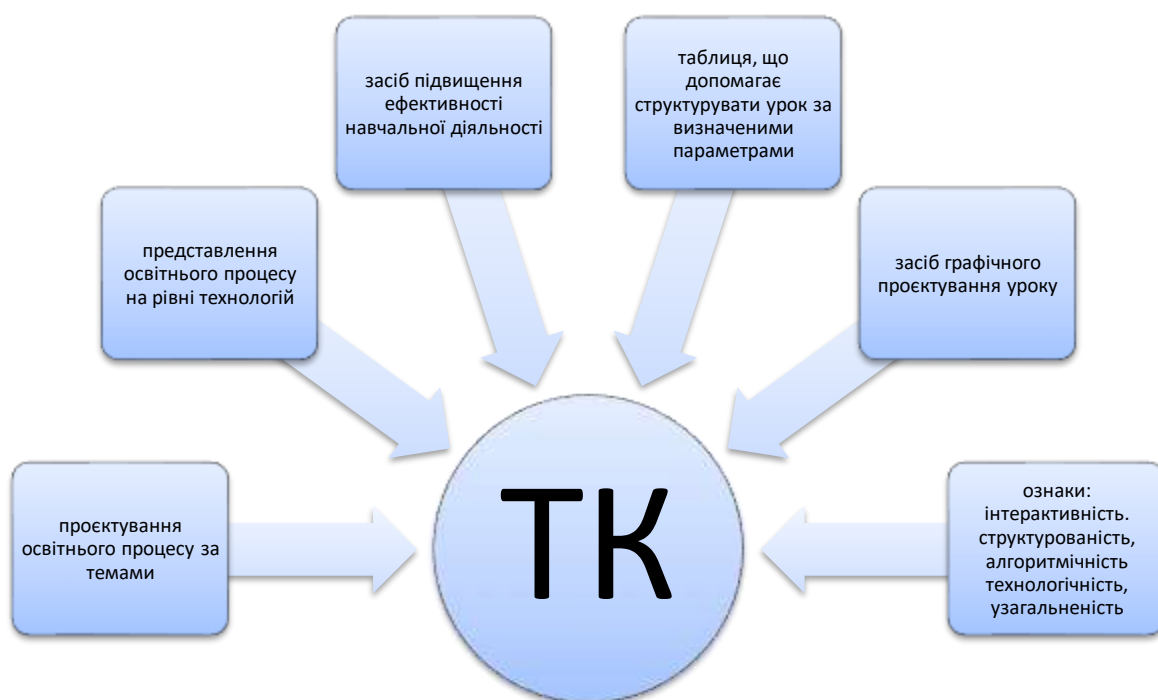 проєктування
освітнього процесу за
темами
представлення
освітнього процесу
на рівні технологій
засіб підвищення
ефективності
навчальної діяльності
таблиця, що
допомагає
структурувати урок за
визначеними
параметрами
засіб графічного
проєктування уроку
ознаки:
інтерактивність.
структурованість,
алгоритмічність
технологічність,
узагальненість
ТК